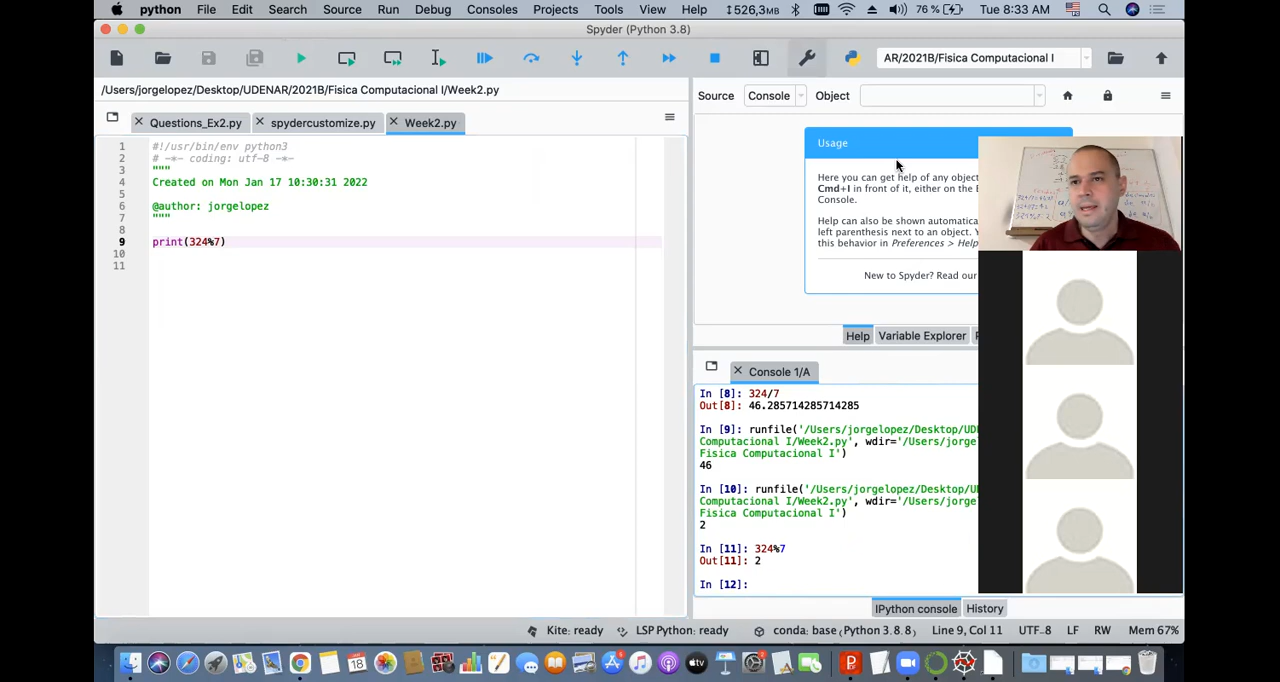 python File Edit Search Source Run Debug Consoles Projects Tools View Help 526,3MB 76 % Tue 8:33 AM
Spyder (Python 3.8)
AR/2021B/Fisica Computacional I
/Users/jorgelopez/Desktop/UDENAR/2021B/Fisica Computacional I/Week2.py
Source Console Object
Questions_Ex2.py spydercustomize.py Week2.py
1 #!/usr/bin/env python3
2 # -*- coding: utf-8 -*-
3 """
4 Created on Mon Jan 17 10:30:31 2022
5
6 @author: jorgelopez
7 """
8
9 print(324%7)
10
11
Usage
Here you can get help of any object
Cmd+I in front of it, either on the E
Console.
Help can also be shown automatica
left parenthesis next to an object. Y
this behavior in Preferences > Help
New to Spyder? Read our
Help Variable Explorer
Console 1/A
In [8]: 324/7
Out[8]: 46.285714285714285
In [9]: runfile('/Users/jorgelopez/Desktop/UD
Computacional I/Week2.py', wdir='/Users/jorge
Fisica Computacional I')
46
In [10]: runfile('/Users/jorgelopez/Desktop/U
Computacional I/Week2.py', wdir='/Users/jorge
Fisica Computacional I')
2
In [11]: 324%7
Out[11]: 2
In [12]:
IPython console History
Kite: ready LSP Python: ready conda: base (Python 3.8.8) Line 9, Col 11 UTF-8 LF RW Mem 67%
18
tv